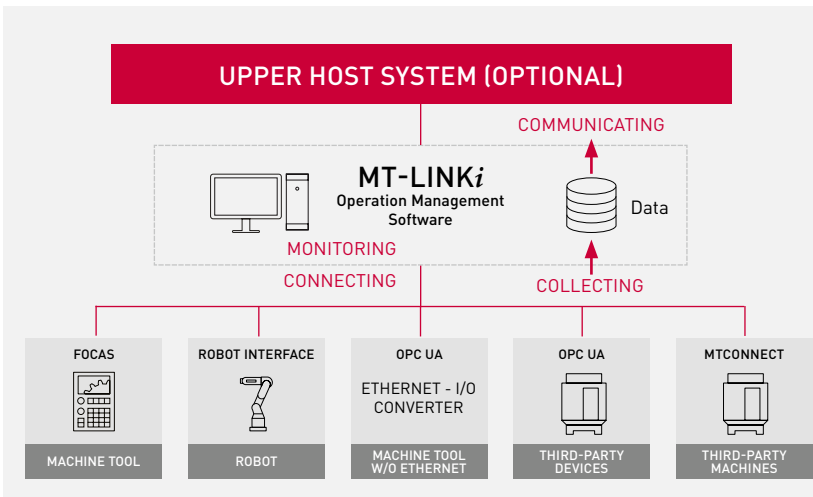 UPPER HOST SYSTEM (OPTIONAL)
COMMUNICATING
MT-LINKi
Operation Management
Software
Data
MONITORING
CONNECTING
COLLECTING
FOCAS
MACHINE TOOL
ROBOT INTERFACE
ROBOT
OPC UA
ETHERNET - I/O
CONVERTER
MACHINE TOOL
W/O ETHERNET
OPC UA
THIRD-PARTY
DEVICES
MTCONNECT
THIRD-PARTY
MACHINES